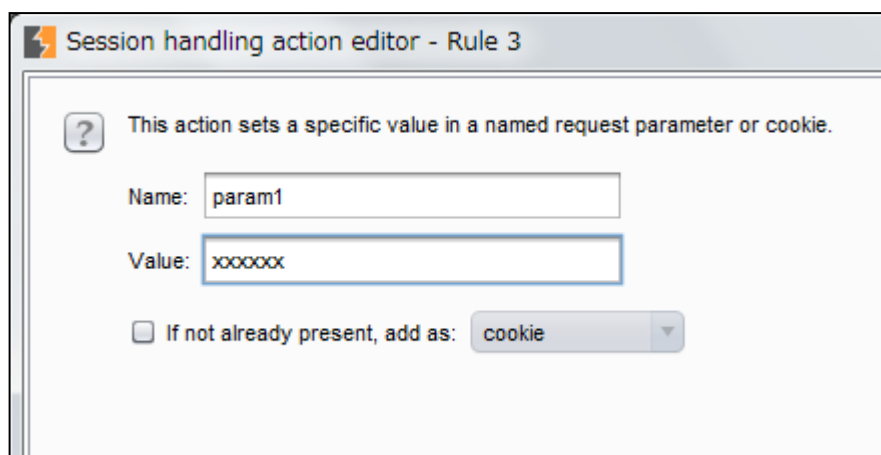 Session handling action editor - Rule 3
? This action sets a specific value in a named request parameter or cookie.
Name: param1
Value: xxxxxx
If not already present, add as: cookie